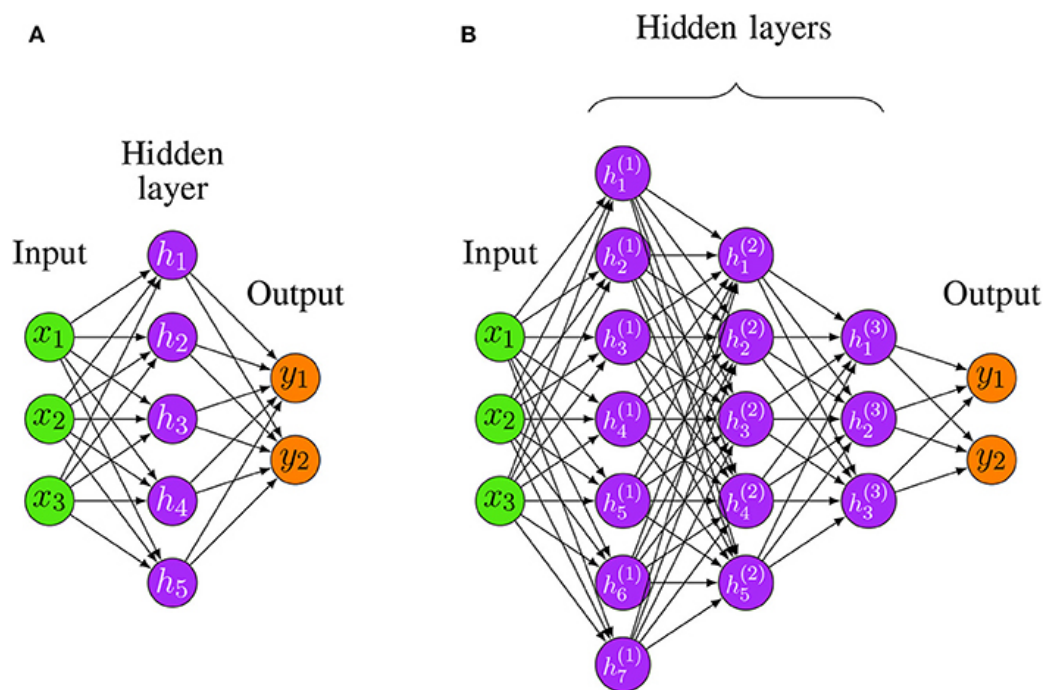 A
Hidden
layer
Input
Output
x₁
x₂
x₃
h₁
h₂
h₃
h₄
h₅
y₁
y₂
B
Hidden layers
Input
Output
x₁
x₂
x₃
h₁⁽¹⁾
h₂⁽¹⁾
h₃⁽¹⁾
h₄⁽¹⁾
h₅⁽¹⁾
h₆⁽¹⁾
h₇⁽¹⁾
h₁⁽²⁾
h₂⁽²⁾
h₃⁽²⁾
h₄⁽²⁾
h₅⁽²⁾
h₁⁽³⁾
h₂⁽³⁾
h₃⁽³⁾
y₁
y₂